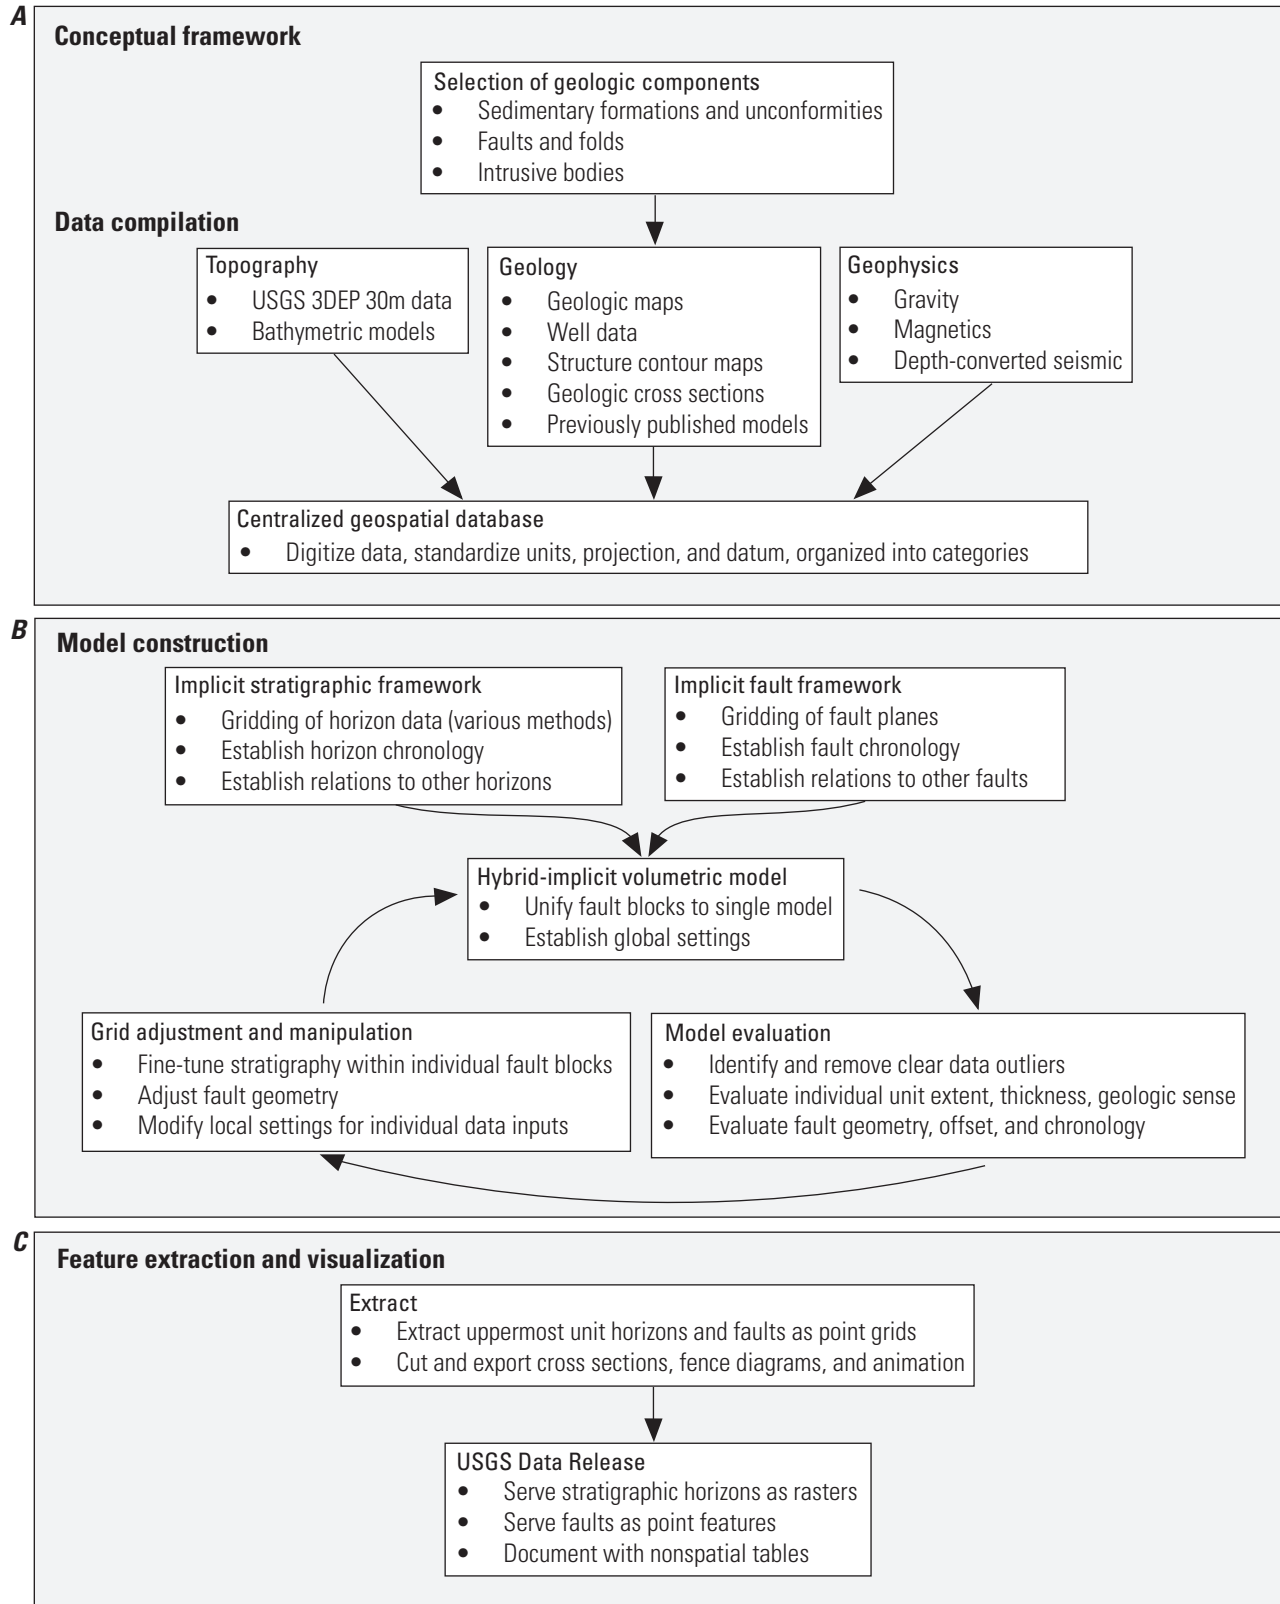 A
Conceptual framework
Selection of geologic components
• Sedimentary formations and unconformities
• Faults and folds
• Intrusive bodies
Data compilation
Topography
• USGS 3DEP 30m data
• Bathymetric models
Geology
• Geologic maps
• Well data
• Structure contour maps
• Geologic cross sections
• Previously published models
Geophysics
• Gravity
• Magnetics
• Depth-converted seismic
Centralized geospatial database
• Digitize data, standardize units, projection, and datum, organized into categories
B
Model construction
Implicit stratigraphic framework
• Gridding of horizon data (various methods)
• Establish horizon chronology
• Establish relations to other horizons
Implicit fault framework
• Gridding of fault planes
• Establish fault chronology
• Establish relations to other faults
Hybrid-implicit volumetric model
• Unify fault blocks to single model
• Establish global settings
Grid adjustment and manipulation
• Fine-tune stratigraphy within individual fault blocks
• Adjust fault geometry
• Modify local settings for individual data inputs
Model evaluation
• Identify and remove clear data outliers
• Evaluate individual unit extent, thickness, geologic sense
• Evaluate fault geometry, offset, and chronology
C
Feature extraction and visualization
Extract
• Extract uppermost unit horizons and faults as point grids
• Cut and export cross sections, fence diagrams, and animation
USGS Data Release
• Serve stratigraphic horizons as rasters
• Serve faults as point features
• Document with nonspatial tables